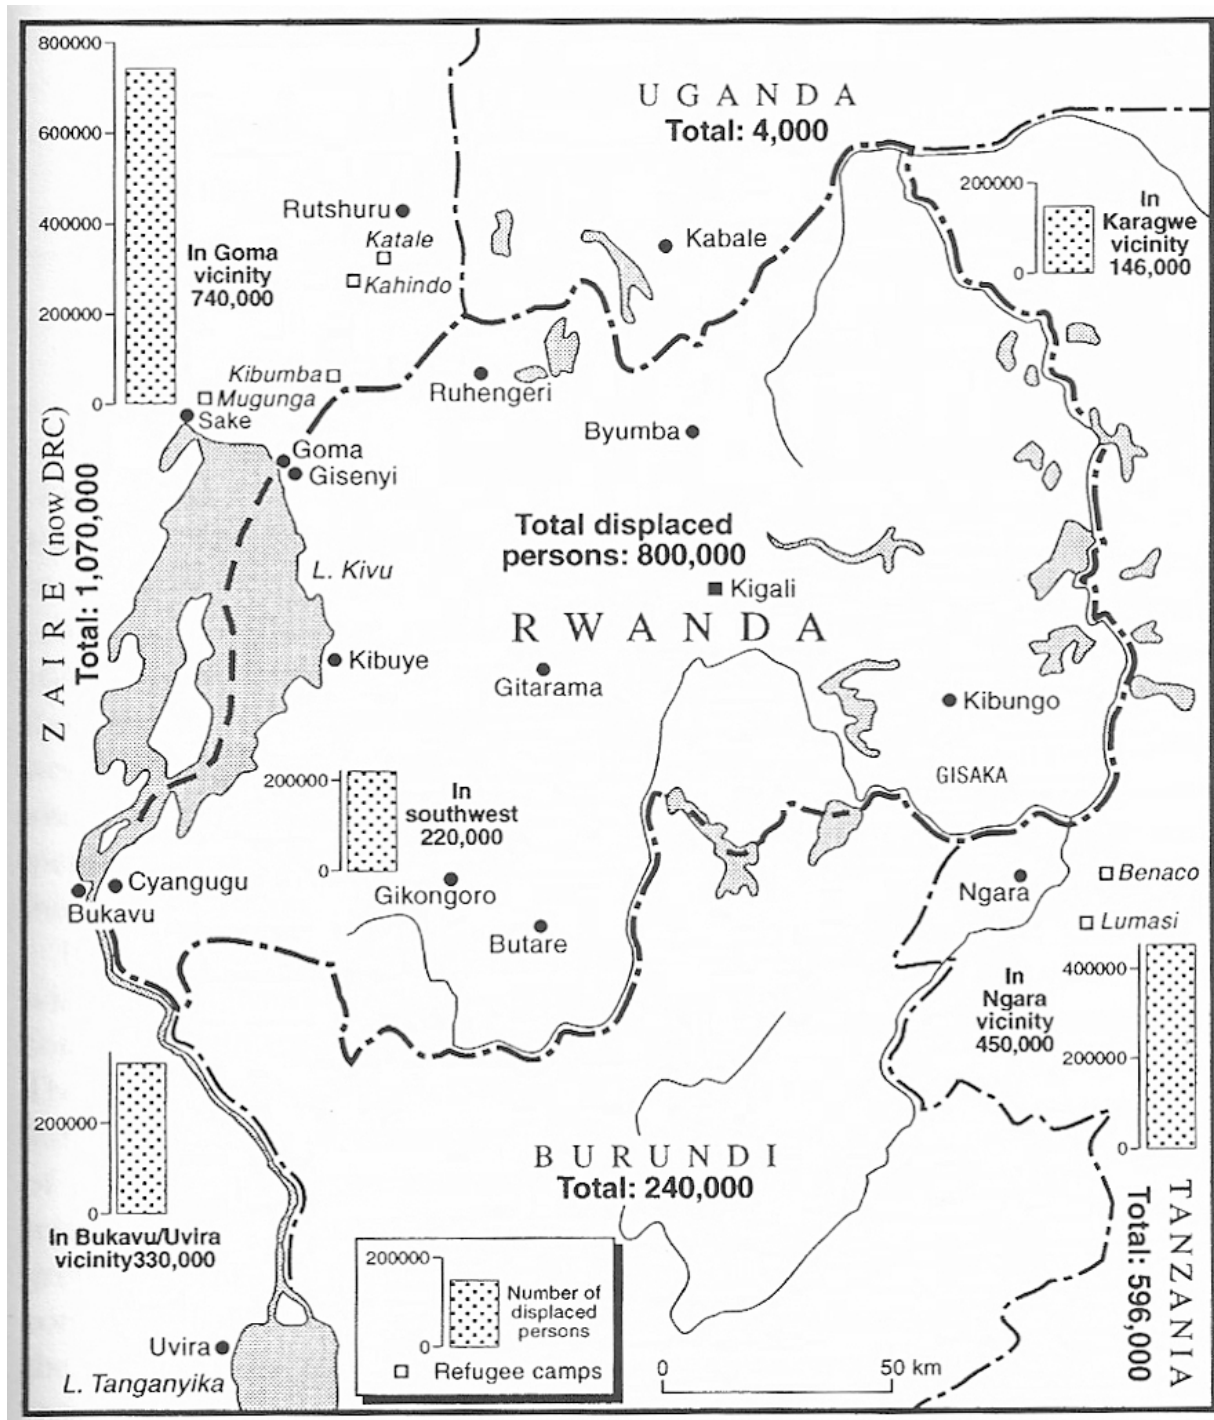 800000
600000
400000
200000
0
In Goma
vicinity
740,000
UGANDA
Total: 4,000
200000
0
In
Karagwe
vicinity
146,000
Rutshuru
Katale
Kahindo
Kabale
Kibumba
Mugunga
Sake
Goma
Gisenyi
Ruhengeri
Byumba
ZAIRE (now DRC)
Total: 1,070,000
L. Kivu
Total displaced
persons: 800,000
Kigali
RWANDA
Kibuye
Gitarama
Kibungo
GISAKA
200000
0
In
southwest
220,000
Cyangugu
Bukavu
Gikongoro
Butare
Ngara
Benaco
Lumasi
400000
200000
0
In
Ngara
vicinity
450,000
200000
0
In Bukavu/Uvira
vicinity330,000
BURUNDI
Total: 240,000
TANZANIA
Total: 596,000
Uvira
L. Tanganyika
200000
0
Number of
displaced
persons
Refugee camps
0
50 km